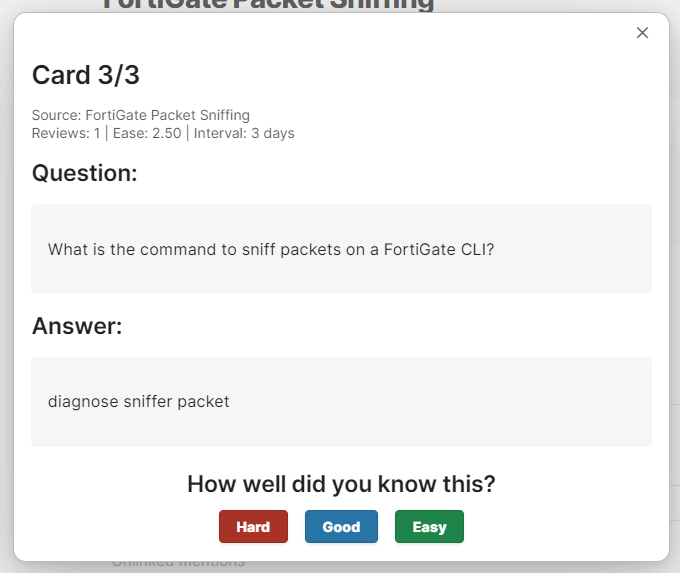 FortiGate Packet Sniffing
Card 3/3
Source: FortiGate Packet Sniffing
Reviews: 1 | Ease: 2.50 | Interval: 3 days
Question:
What is the command to sniff packets on a FortiGate CLI?
Answer:
diagnose sniffer packet
How well did you know this?
Hard Good Easy
Unlinked mentions